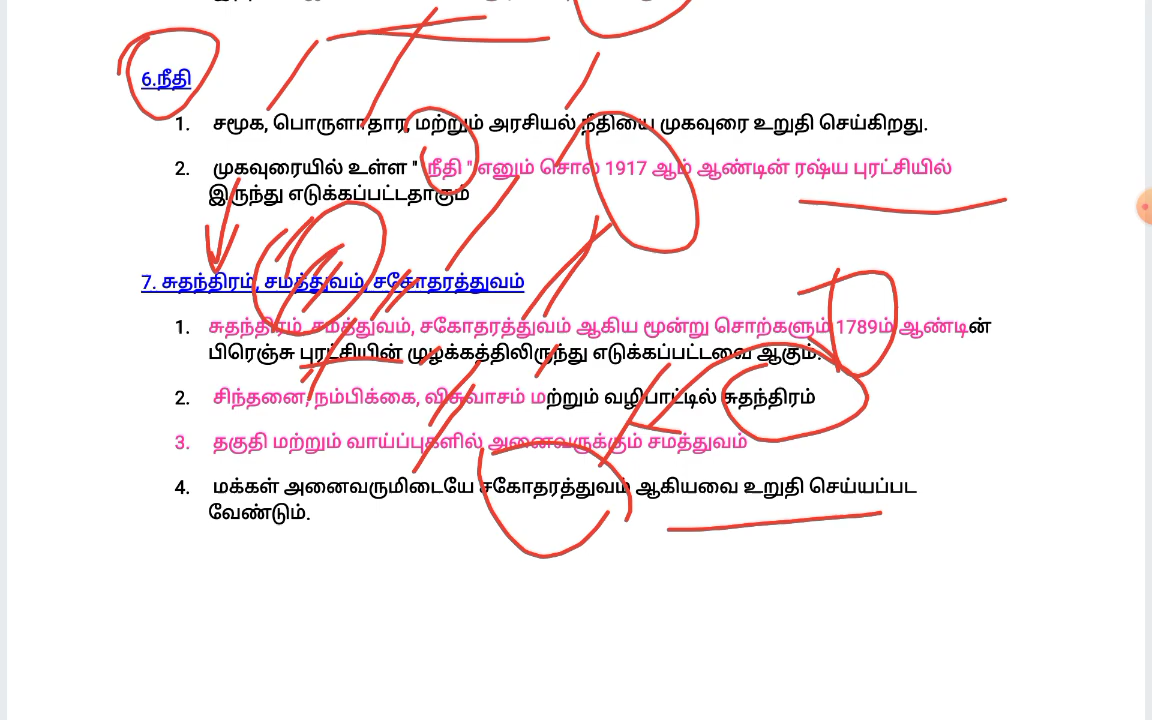 6.நீதி
1. சமூக, பொருளாதார, மற்றும் அரசியல் நீதியை முகவுரை உறுதி செய்கிறது.
2. முகவுரையில் உள்ள " நீதி " எனும் சொல் 1917 ஆம் ஆண்டின் ரஷ்ய புரட்சியில்
இருந்து எடுக்கப்பட்டதாகும்
7. சுதந்திரம், சமத்துவம், சகோதரத்துவம்
1. சுதந்திரம், சமத்துவம், சகோதரத்துவம் ஆகிய மூன்று சொற்களும் 1789ம் ஆண்டின்
பிரெஞ்சு புரட்சியின் முழக்கத்திலிருந்து எடுக்கப்பட்டவை ஆகும்.
2. சிந்தனை, நம்பிக்கை, விசுவாசம் மற்றும் வழிபாட்டில் சுதந்திரம்
3. தகுதி மற்றும் வாய்ப்புகளில் அனைவருக்கும் சமத்துவம்
4. மக்கள் அனைவருமிடையே சகோதரத்துவம் ஆகியவை உறுதி செய்யப்பட
வேண்டும்.